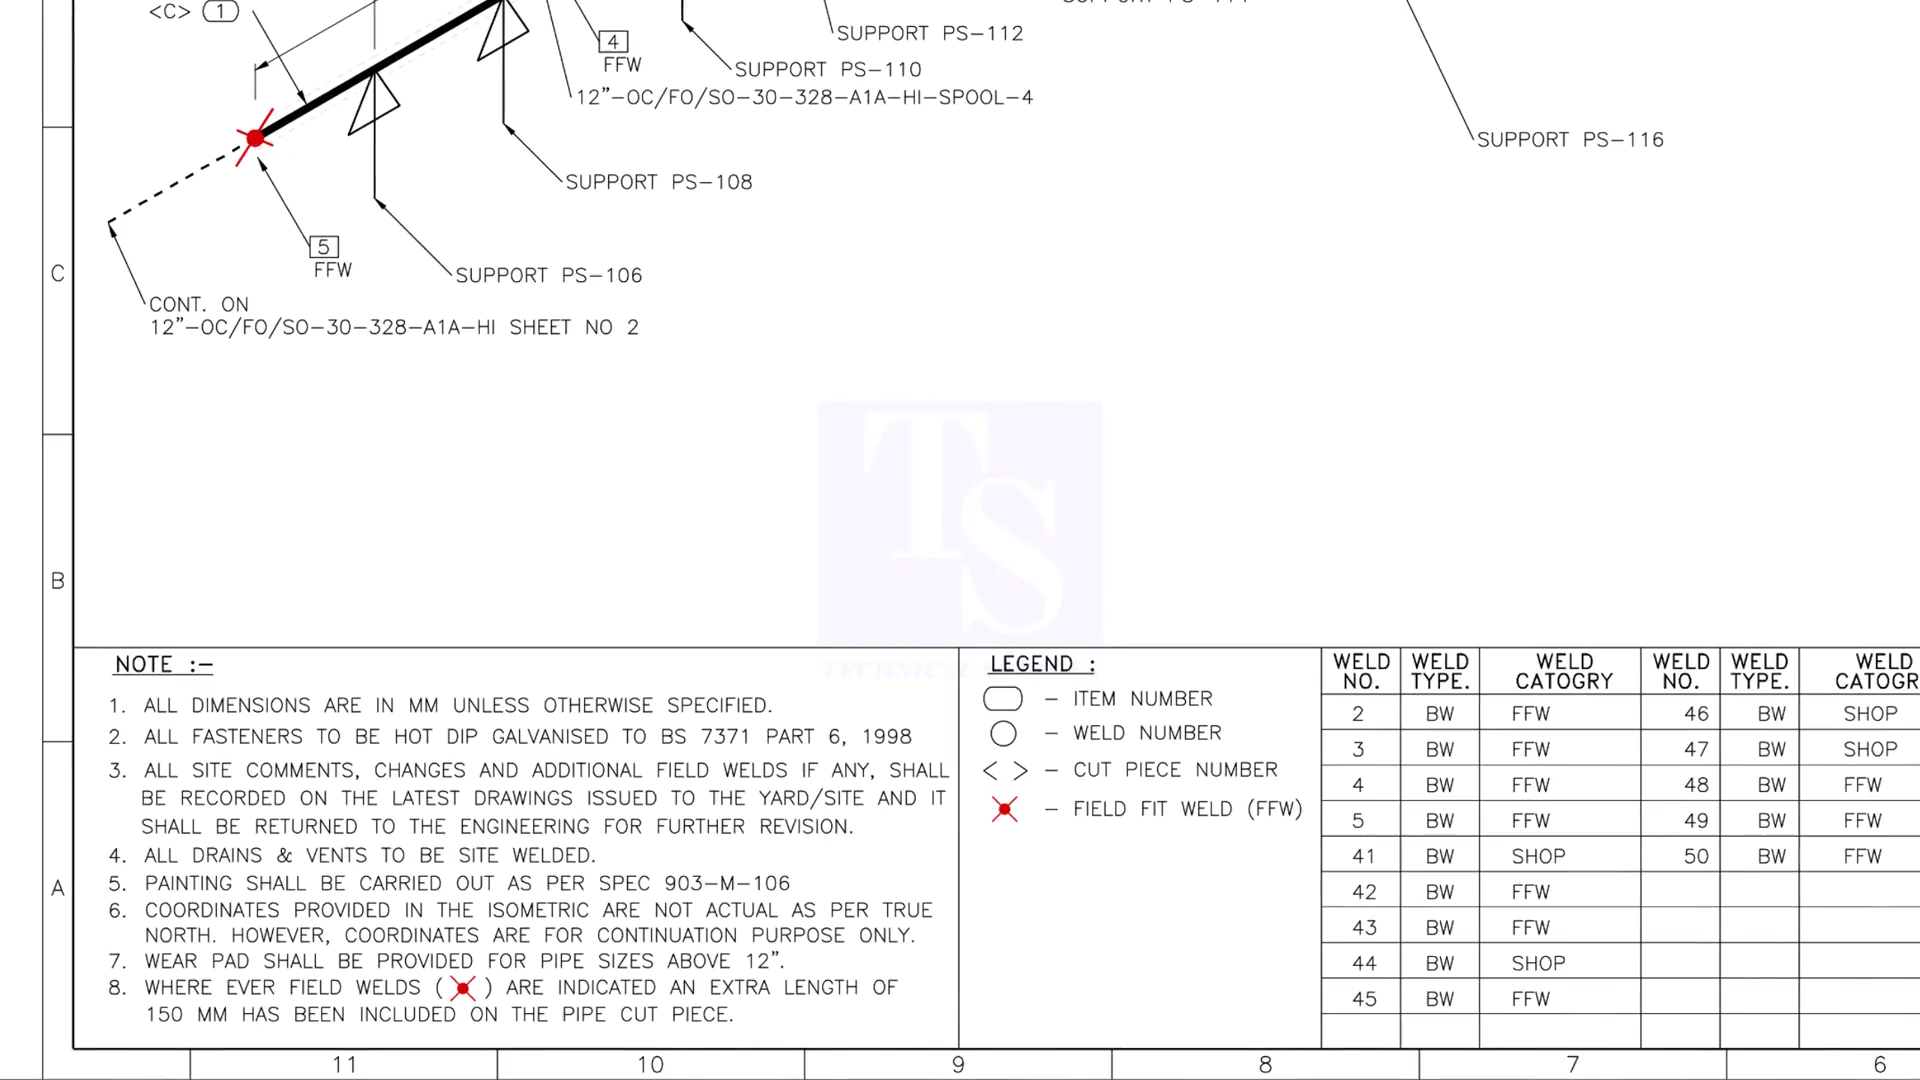 <C> 1
4
FFW
SUPPORT PS-112
SUPPORT PS-110
12”-OC/FO/SO-30-328-A1A-HI-SPOOL-4
SUPPORT PS-116
SUPPORT PS-108
5
FFW
SUPPORT PS-106
CONT. ON
12”-OC/FO/SO-30-328-A1A-HI SHEET NO 2
C
B
A
TS
TECHNICAL
NOTE :-
1. ALL DIMENSIONS ARE IN MM UNLESS OTHERWISE SPECIFIED.
2. ALL FASTENERS TO BE HOT DIP GALVANISED TO BS 7371 PART 6, 1998
3. ALL SITE COMMENTS, CHANGES AND ADDITIONAL FIELD WELDS IF ANY, SHALL
BE RECORDED ON THE LATEST DRAWINGS ISSUED TO THE YARD/SITE AND IT
SHALL BE RETURNED TO THE ENGINEERING FOR FURTHER REVISION.
4. ALL DRAINS & VENTS TO BE SITE WELDED.
5. PAINTING SHALL BE CARRIED OUT AS PER SPEC 903-M-106
6. COORDINATES PROVIDED IN THE ISOMETRIC ARE NOT ACTUAL AS PER TRUE
NORTH. HOWEVER, COORDINATES ARE FOR CONTINUATION PURPOSE ONLY.
7. WEAR PAD SHALL BE PROVIDED FOR PIPE SIZES ABOVE 12”.
8. WHERE EVER FIELD WELDS ( ) ARE INDICATED AN EXTRA LENGTH OF
150 MM HAS BEEN INCLUDED ON THE PIPE CUT PIECE.
LEGEND :
- ITEM NUMBER
- WELD NUMBER
< > - CUT PIECE NUMBER
- FIELD FIT WELD (FFW)
WELD NO. WELD TYPE. WELD CATOGRY WELD NO. WELD TYPE. WELD CATOGR
2 BW FFW 46 BW SHOP
3 BW FFW 47 BW SHOP
4 BW FFW 48 BW FFW
5 BW FFW 49 BW FFW
41 BW SHOP 50 BW FFW
42 BW FFW
43 BW FFW
44 BW SHOP
45 BW FFW
11 10 9 8 7 6